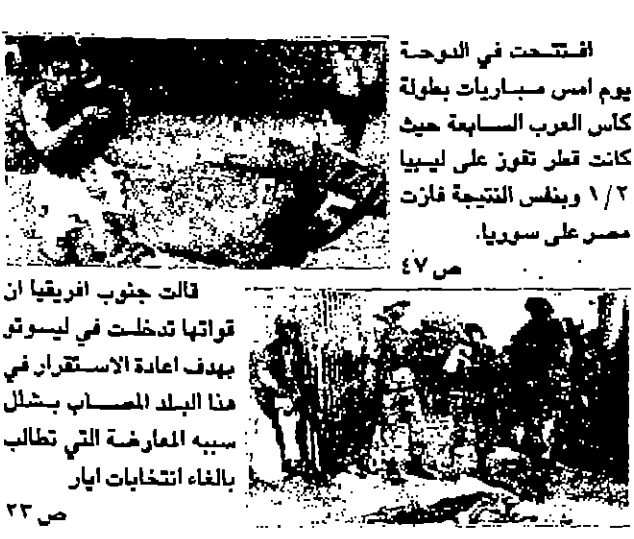 افتتحت في الدوحة
يوم امس مباريات بطولة
كأس العرب السابعة حيث
كانت قطر تفوز على ليبيا
١/٢ وبنفس النتيجة فازت
مصر على سوريا.
ص ٤٧
قالت جنوب افريقيا ان
قواتها تدخلت في ليسوتو
بهدف اعادة الاستقرار في
هذا البلد المصاب بشلل
سببه المعارضة التي تطالب
بالغاء انتخابات ايار
ص ٢٣